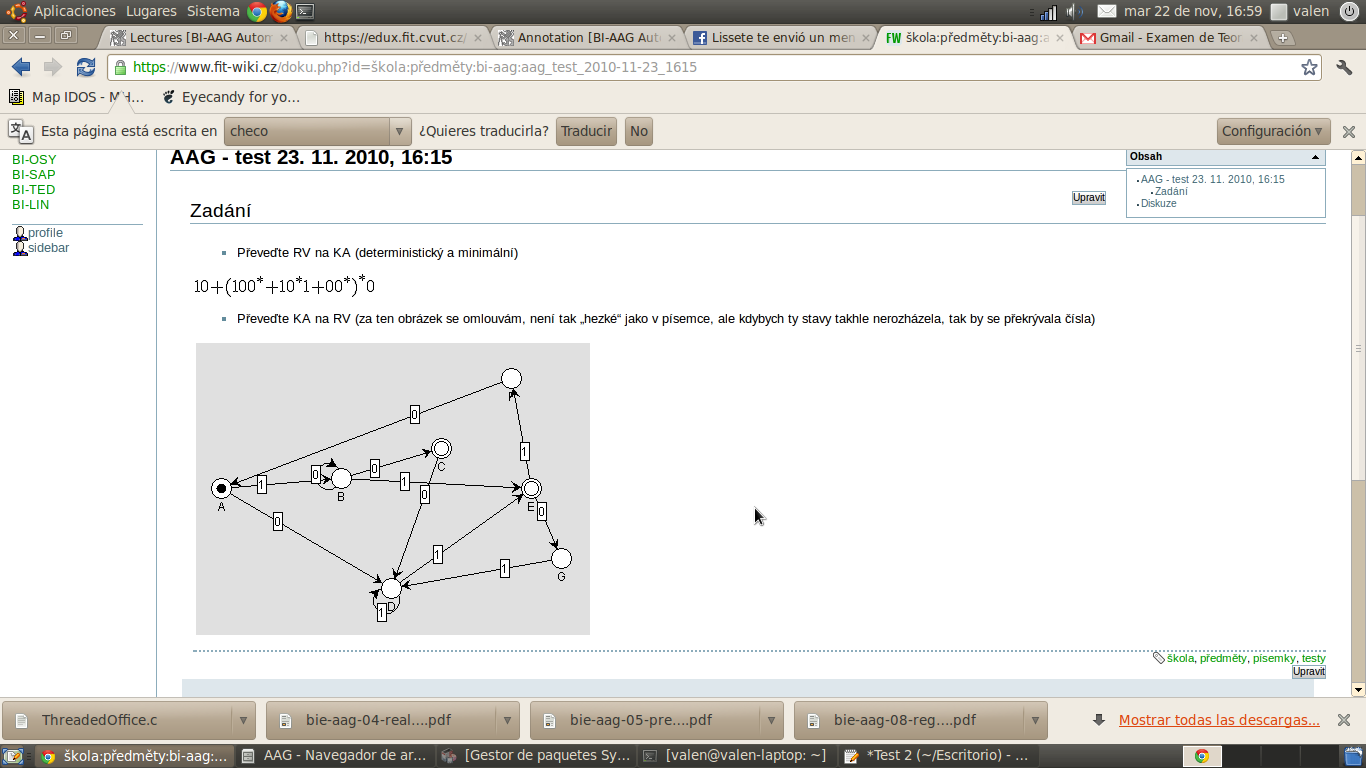 Aplicaciones Lugares Sistema mar 22 de nov, 16:59 valen
Lectures [BI-AAG Autom https://edux.fit.cvut.cz/ Annotation [BI-AAG Aut Lissete te envió un men škola:předměty:bi-aag:a Gmail - Examen de Teor
https://www.fit-wiki.cz/doku.php?id=škola:předměty:bi-aag:aag_test_2010-11-23_1615
Map IDOS - MH... Eyecandy for yo...
Esta página está escrita en checo ¿Quieres traducirla? Traducir No Configuración
BI-OSY
BI-SAP
BI-TED
BI-LIN
profile
sidebar
AAG - test 23. 11. 2010, 16:15
Obsah
AAG - test 23. 11. 2010, 16:15
Zadání
Diskuze
Upravit
Zadání
Převeďte RV na KA (deterministický a minimální)
10+(100*+10*1+00*)*0
Převeďte KA na RV (za ten obrázek se omlouvám, není tak „hezké“ jako v písemce, ale kdybych ty stavy takhle nerozházela, tak by se překrývala čísla)
F
0
1
C
0
0
1
B
1
0
A
E
0
0
1
1
G
D
1
škola, předměty, písemky, testy
Upravit
ThreadedOffice.c bie-aag-04-real....pdf bie-aag-05-pre....pdf bie-aag-08-reg....pdf Mostrar todas las descargas...
škola:předměty:bi-aag:... AAG - Navegador de ar... [Gestor de paquetes Sy... [valen@valen-laptop: ~] *Test 2 (~/Escritorio) - ...